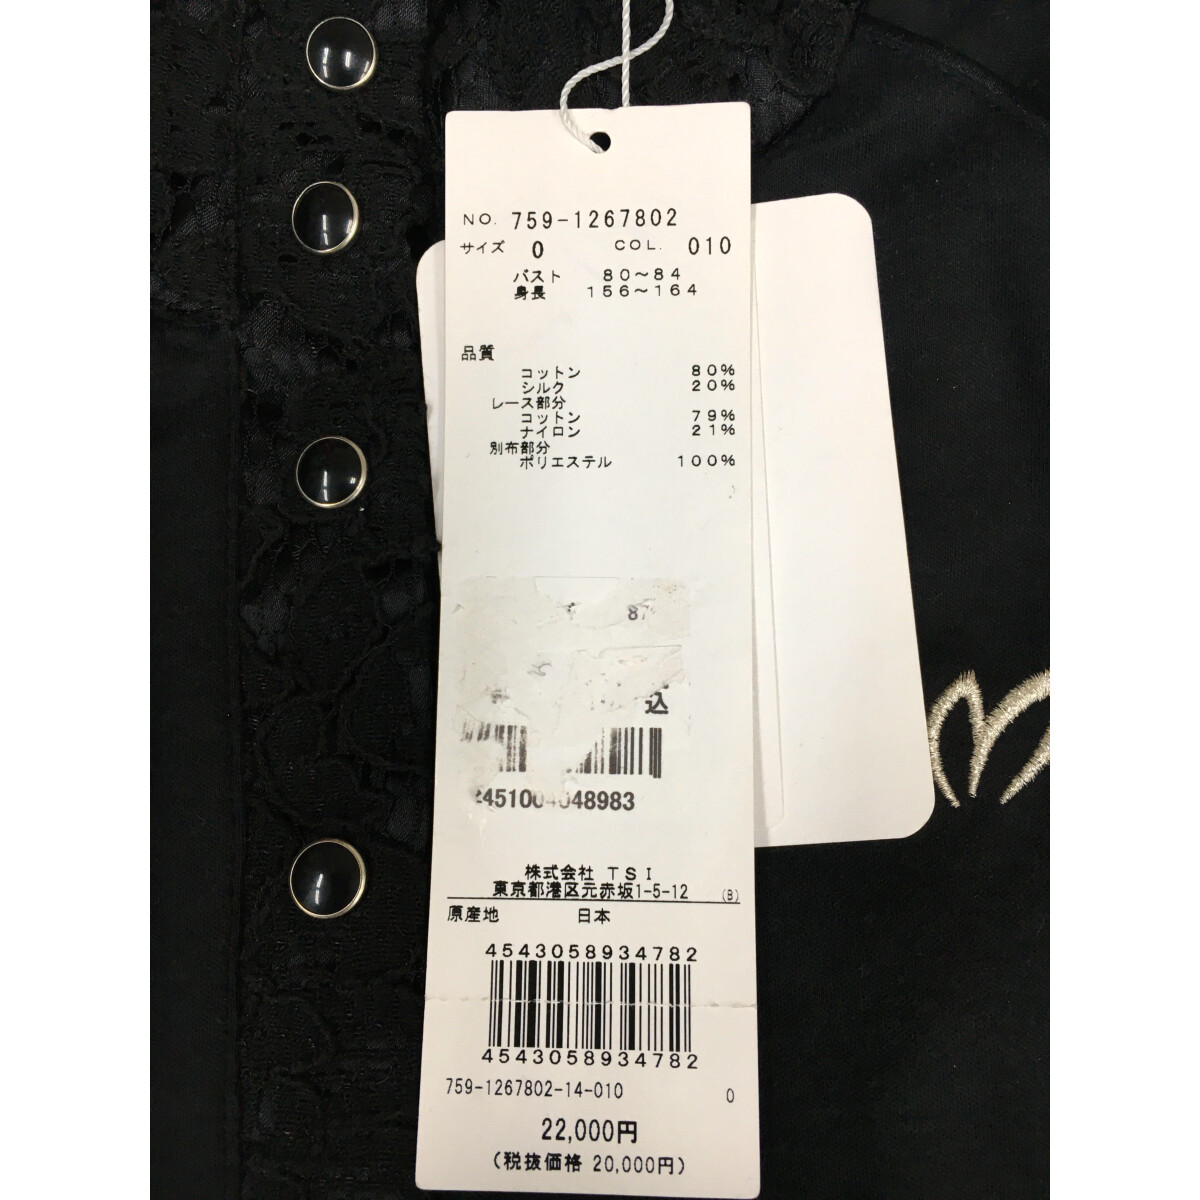 NO. 759-1267802
サイズ 0 COL. 010
バスト 80〜84
身長 156〜164
品質
コットン 80%
シルク 20%
レース部分
コットン 79%
ナイロン 21%
別布部分
ポリエステル 100%
87
込
48983
株式会社 TSI
東京都港区元赤坂1-5-12 (B)
原産地 日本
4543058934782
4543058934782
759-1267802-14-010 0
22,000円
(税抜価格 20,000円)